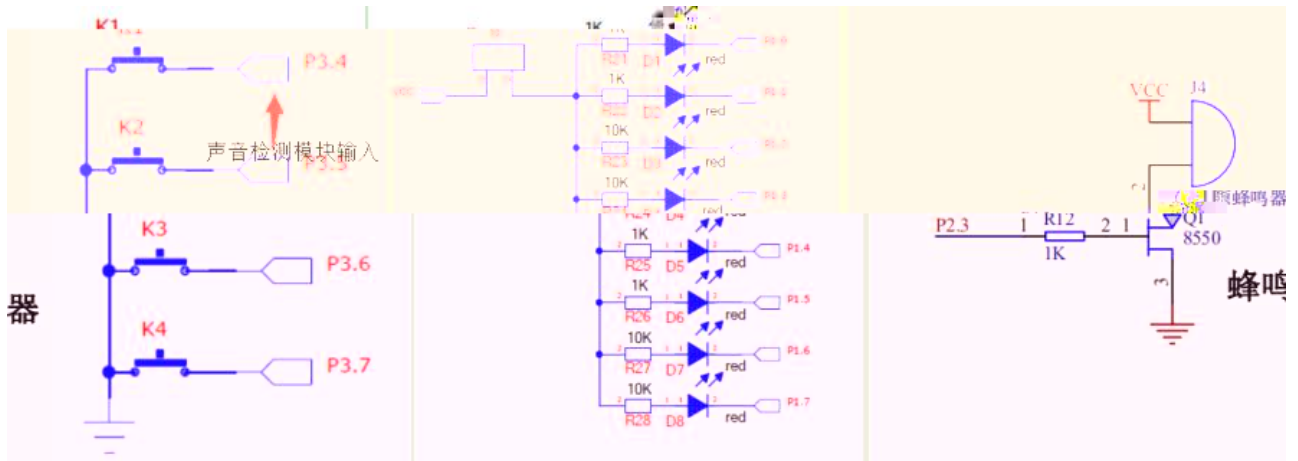 K1
P3.4
K2
声音检测模块输入
P3.5
K3
P3.6
K4
P3.7
器
1K
R21
D1
red
1K
D2
red
10K
R23
red
10K
R24
D4
red
1K
R25
D5
red
P1.4
1K
R26
D6
red
P1.5
10K
R27
D7
red
P1.6
10K
R28
D8
red
P1.7
VCC
J4
蜂鸣器
P2.3
1
R12
1K
2
1
Q1
8550
3
蜂鸣